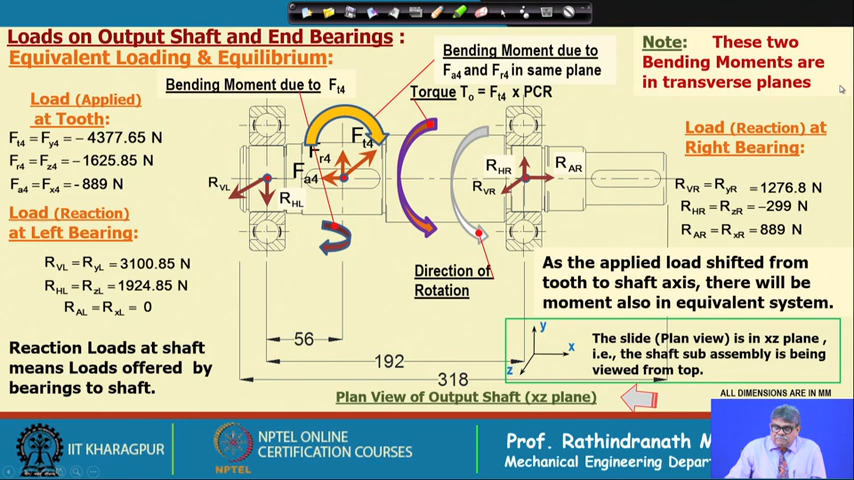 Loads on Output Shaft and End Bearings :
Equivalent Loading & Equilibrium:
Bending Moment due to Ft4
Bending Moment due to
Fa4 and Fr4 in same plane
Torque To = Ft4 x PCR
Note: These two
Bending Moments are
in transverse planes
Load (Applied)
at Tooth:
Ft4 = Fy4 = – 4377.65 N
Fr4 = Fz4 = – 1625.85 N
Fa4 = Fx4 - 889 N
Load (Reaction)
at Left Bearing:
RVL = RyL = 3100.85 N
RHL = RzL = 1924.85 N
RAL = RxL = 0
Reaction Loads at shaft
means Loads offered by
bearings to shaft.
Ft4
Fr4
Fa4
RVL
RHL
RHR
RVR
RAR
Direction of
Rotation
Load (Reaction) at
Right Bearing:
RVR = RyR = 1276.8 N
RHR = RzR = –299 N
RAR = RxR = 889 N
As the applied load shifted from
tooth to shaft axis, there will be
moment also in equivalent system.
y
x
z
The slide (Plan view) is in xz plane ,
i.e., the shaft sub assembly is being
viewed from top.
56
192
318
Plan View of Output Shaft (xz plane)
ALL DIMENSIONS ARE IN MM
IIT KHARAGPUR
NPTEL
NPTEL ONLINE
CERTIFICATION COURSES
Prof. Rathindranath M
Mechanical Engineering Depar